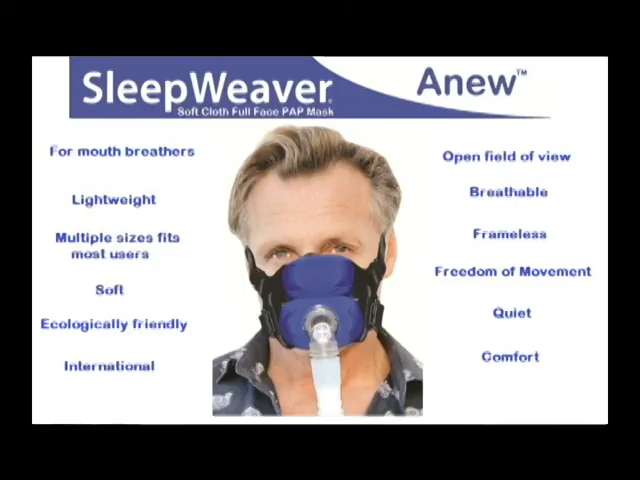 SleepWeaver®
Anew™
Soft Cloth Full Face PAP Mask
For mouth breathers
Lightweight
Multiple sizes fits
most users
Soft
Ecologically friendly
International
Open field of view
Breathable
Frameless
Freedom of Movement
Quiet
Comfort